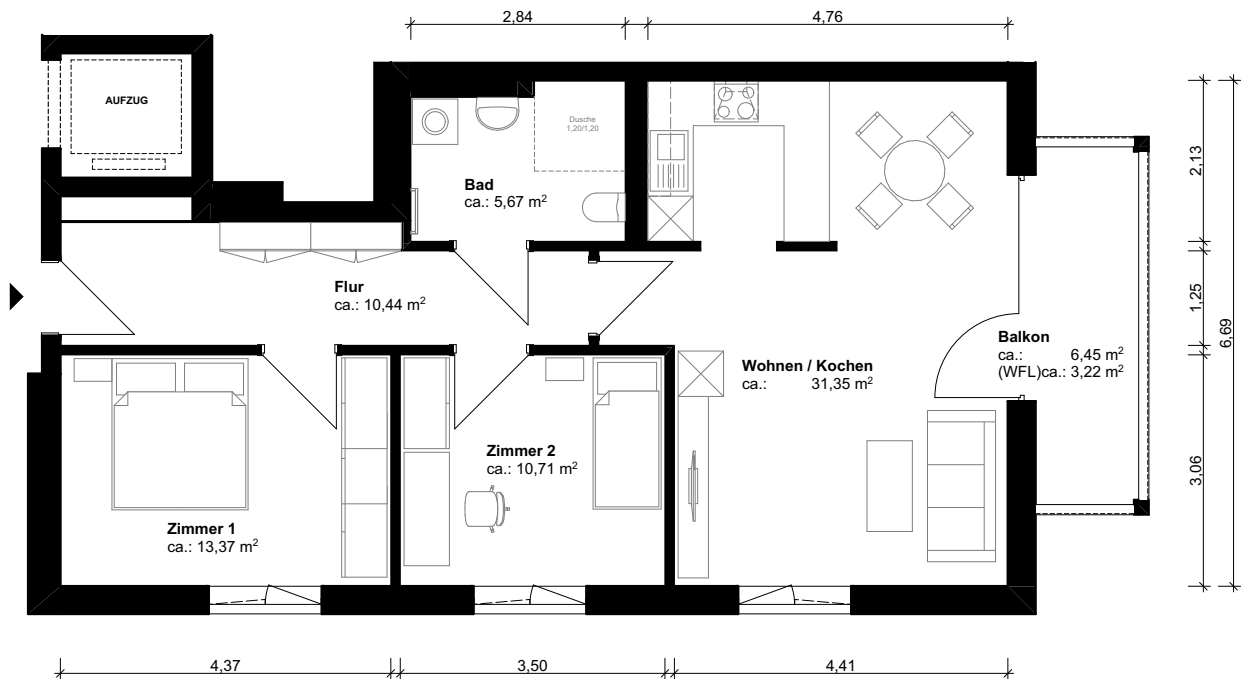 2,84
4,76
AUFZUG
Dusche
1,20/1,20
Bad
ca.: 5,67 m²
2,13
Flur
ca.: 10,44 m²
1,25
6,69
Balkon
ca.: 6,45 m²
(WFL)ca.: 3,22 m²
Wohnen / Kochen
ca.: 31,35 m²
Zimmer 2
ca.: 10,71 m²
3,06
Zimmer 1
ca.: 13,37 m²
4,37
3,50
4,41